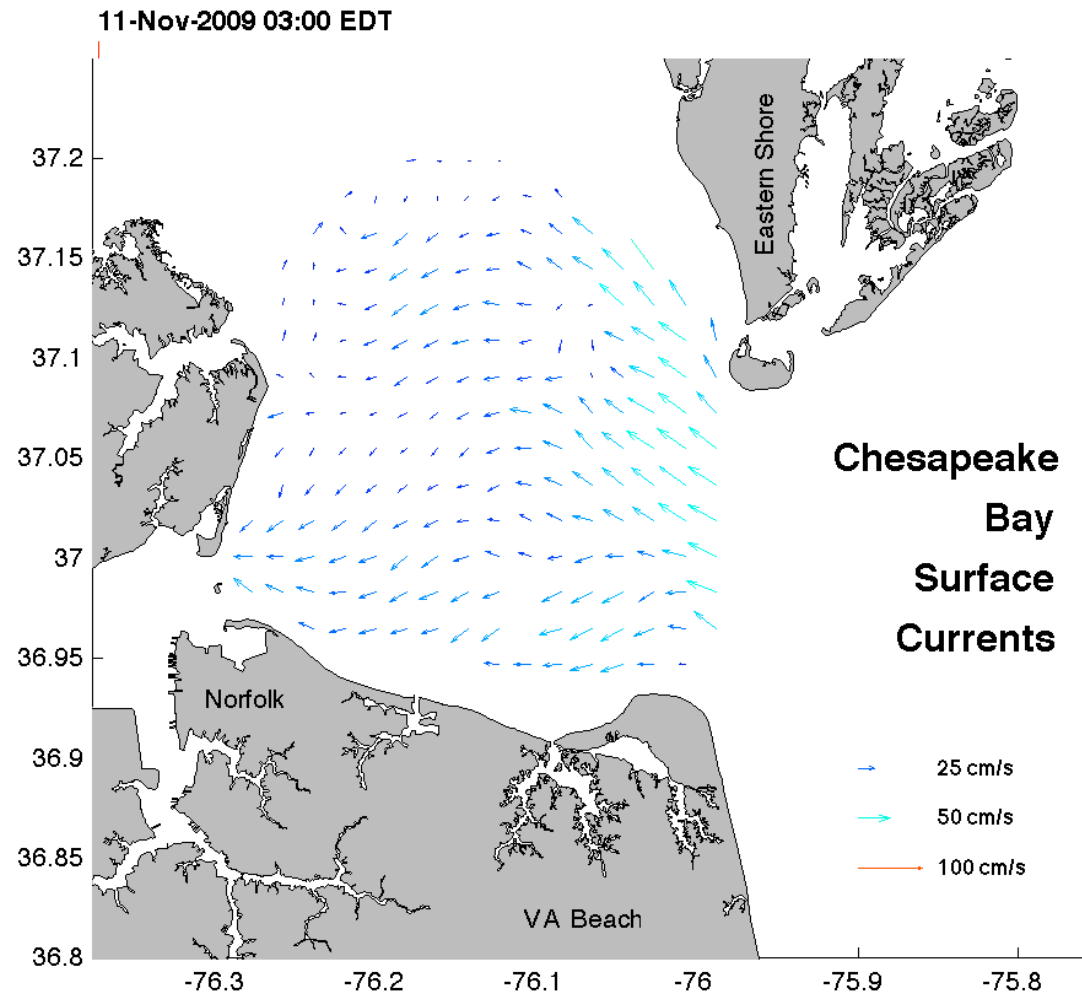 11-Nov-2009 03:00 EDT
37.2
37.15
37.1
37.05
37
36.95
36.9
36.85
36.8
Eastern Shore
Chesapeake
Bay
Surface
Currents
Norfolk
VA Beach
25 cm/s
50 cm/s
100 cm/s
-76.3
-76.2
-76.1
-76
-75.9
-75.8